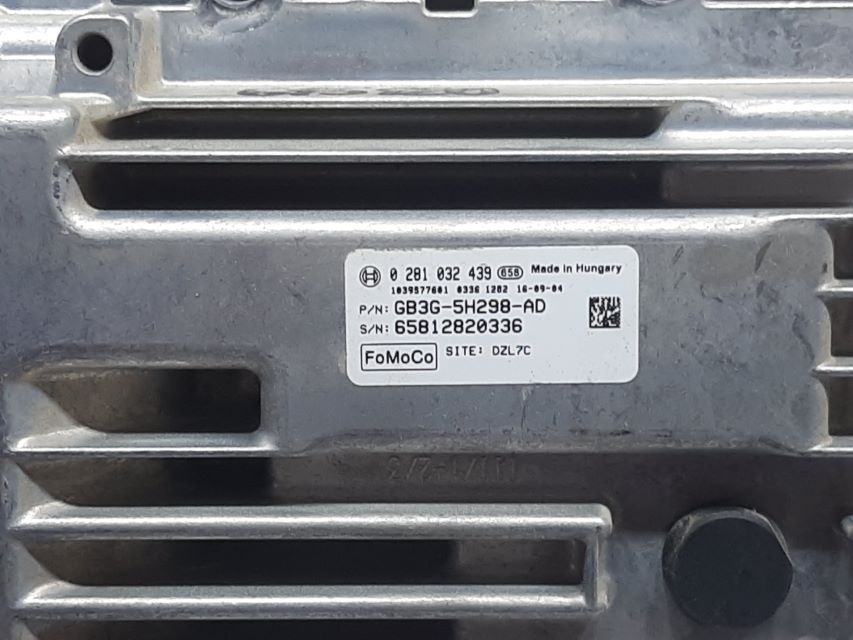 0 281 032 439 658 Made in Hungary
1039S77601 0336 1202 16-09-04
P/N: GB3G-5H298-AD
S/N: 65812820336
FoMoCo SITE: DZL7C